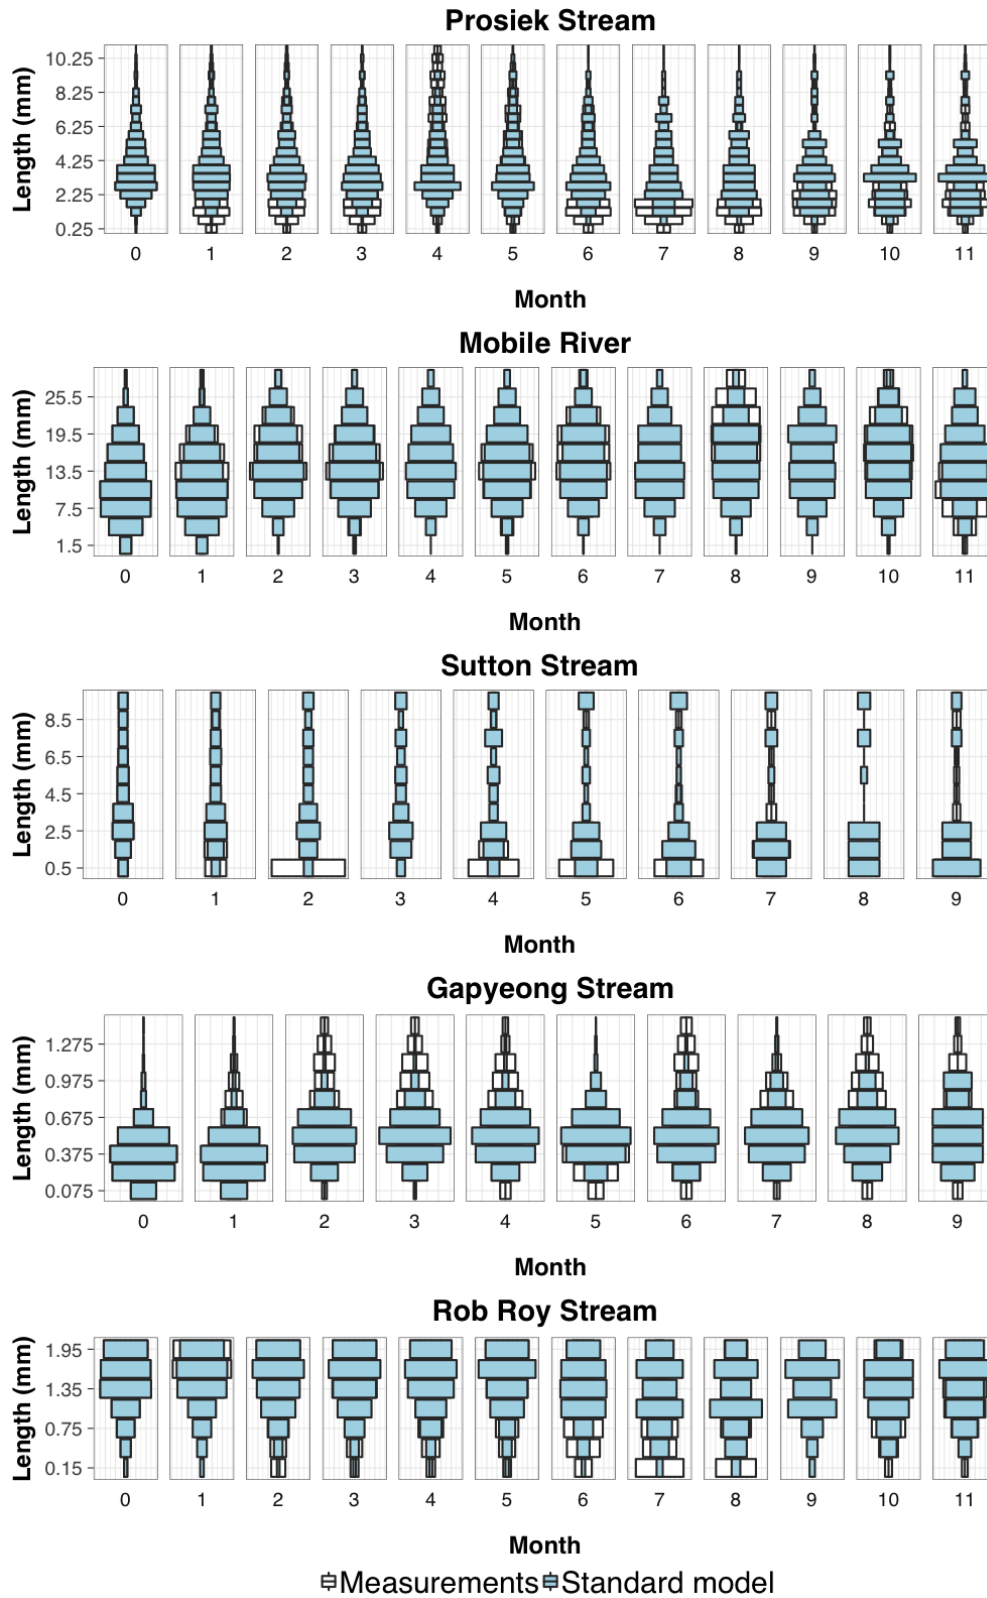 Prosiek Stream
Length (mm)
10.25
8.25
6.25
4.25
2.25
0.25
0 1 2 3 4 5 6 7 8 9 10 11
Month
Mobile River
Length (mm)
25.5
19.5
13.5
7.5
1.5
0 1 2 3 4 5 6 7 8 9 10 11
Month
Sutton Stream
Length (mm)
8.5
6.5
4.5
2.5
0.5
0 1 2 3 4 5 6 7 8 9
Month
Gapyeong Stream
Length (mm)
1.275
0.975
0.675
0.375
0.075
0 1 2 3 4 5 6 7 8 9
Month
Rob Roy Stream
Length (mm)
1.95
1.35
0.75
0.15
0 1 2 3 4 5 6 7 8 9 10 11
Month
Measurements Standard model